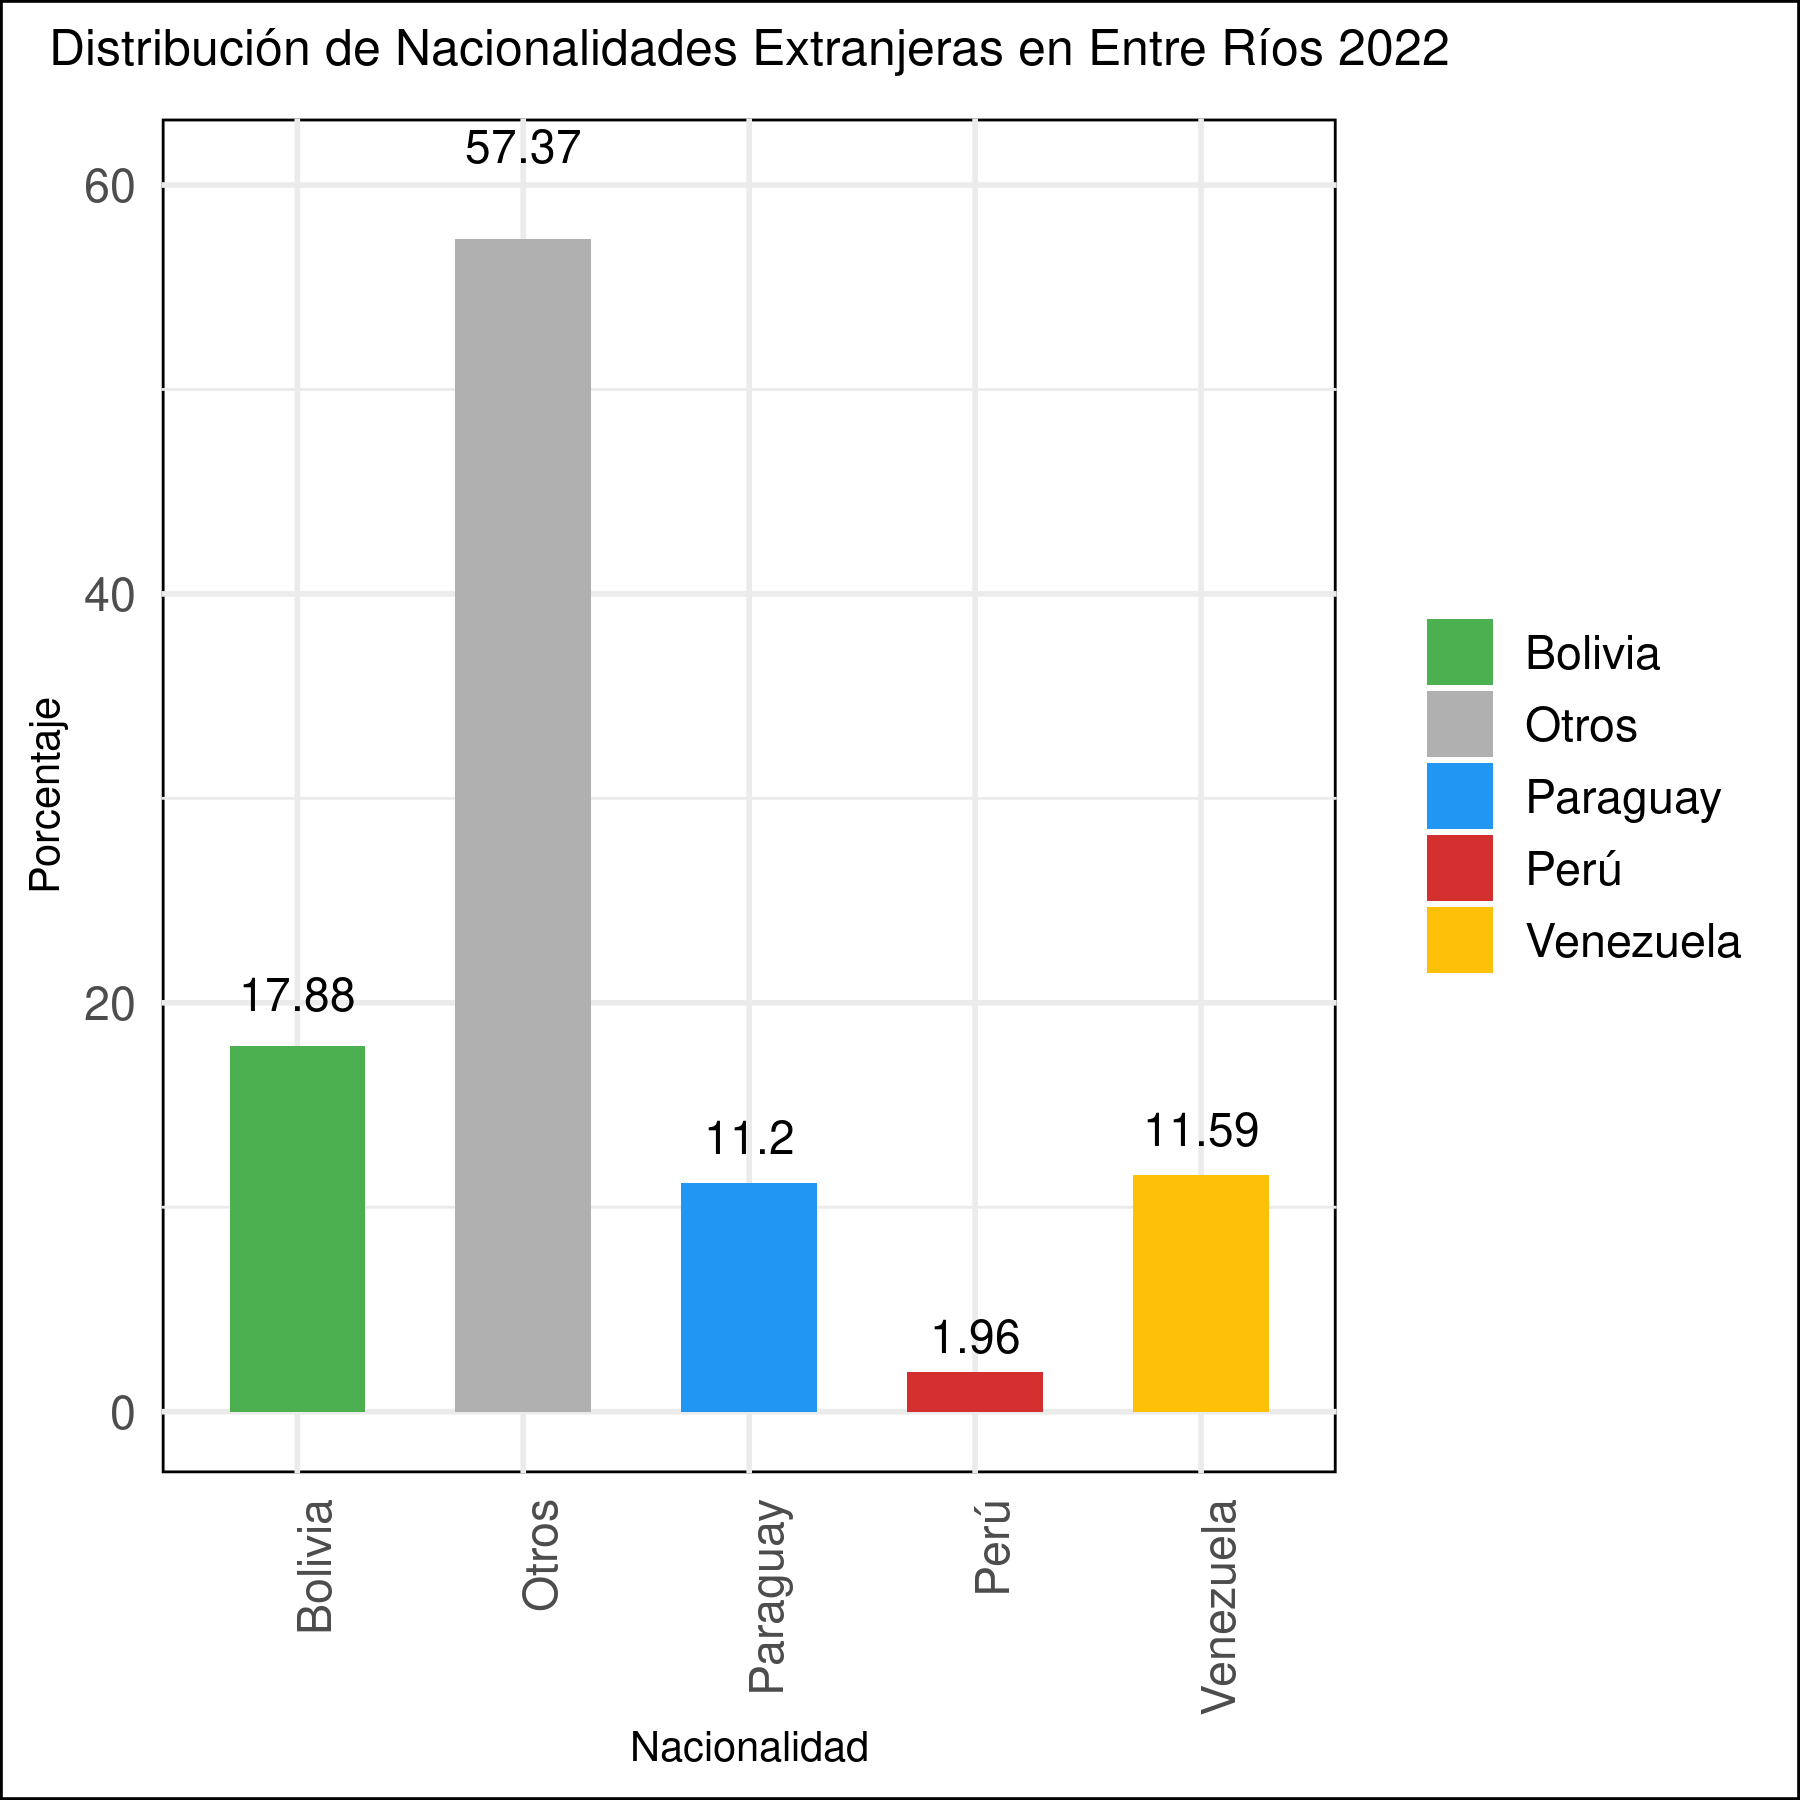 Distribución de Nacionalidades Extranjeras en Entre Ríos 2022
57.37
60
40
Porcentaje
17.88
20
11.2
11.59
1.96
0
Bolivia
Otros
Paraguay
Perú
Venezuela
Nacionalidad
Bolivia
Otros
Paraguay
Perú
Venezuela